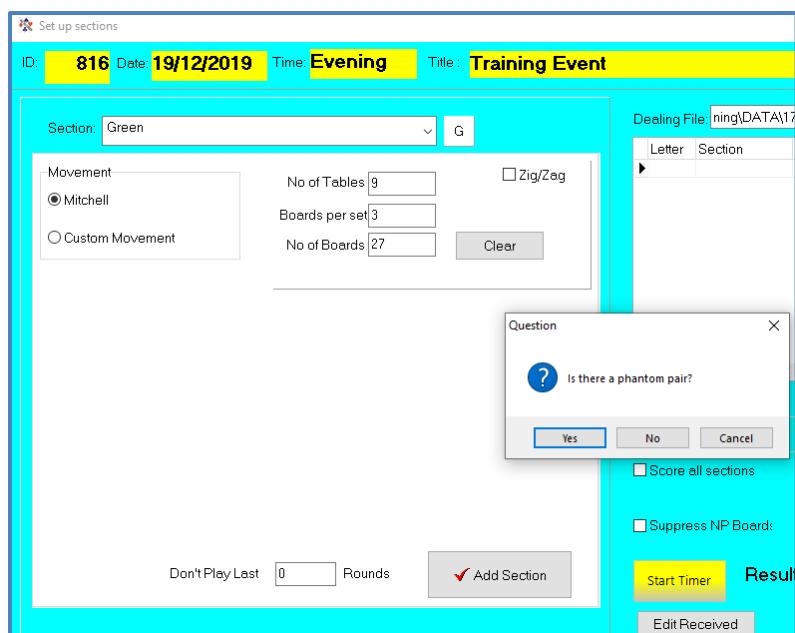 Set up sections
ID: 816 Date: 19/12/2019 Time: Evening Title : Training Event
Section: Green G
Dealing File: ning\DATA\17
Letter Section
Movement
Mitchell
Custom Movement
No of Tables 9
Zig/Zag
Boards per set 3
No of Boards 27
Clear
Question
Is there a phantom pair?
Yes No Cancel
Score all sections
Suppress NP Boards
Don't Play Last 0 Rounds
Add Section
Start Timer
Result
Edit Received